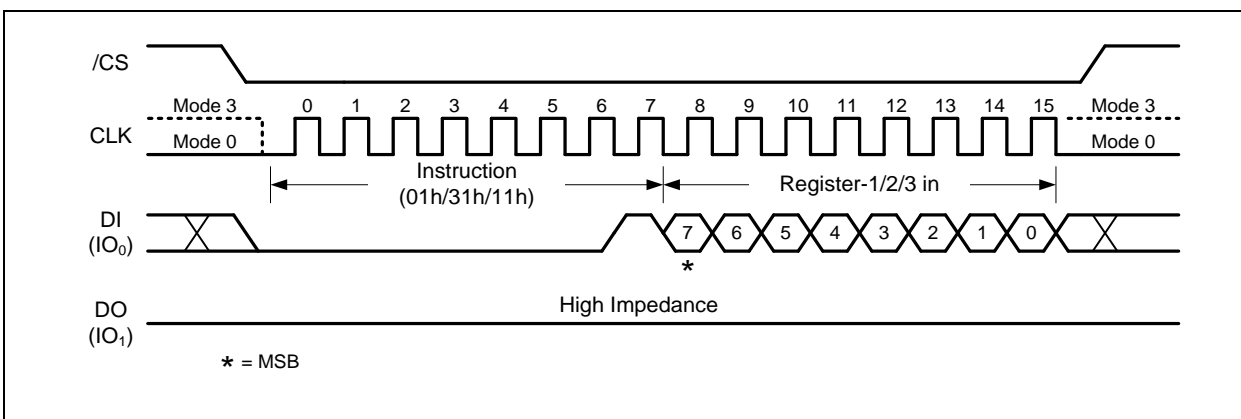 /CS
Mode 3 0 1 2 3 4 5 6 7 8 9 10 11 12 13 14 15 Mode 3
CLK
Mode 0 Mode 0
Instruction
(01h/31h/11h)
Register-1/2/3 in
DI
(IO0)
7 6 5 4 3 2 1 0
*
High Impedance
DO
(IO1)
* = MSB